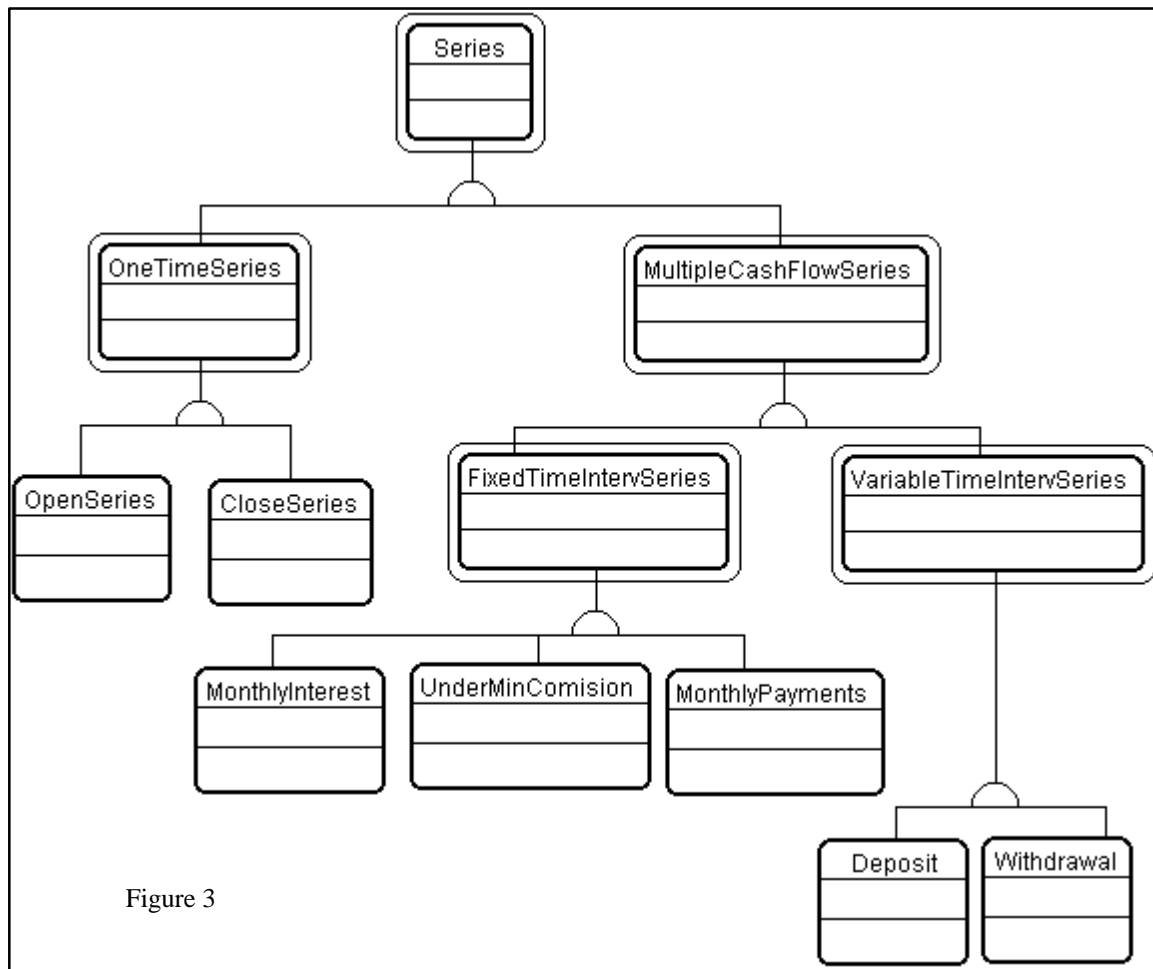 Series
OneTimeSeries
MultipleCashFlowSeries
OpenSeries
CloseSeries
FixedTimeIntervSeries
VariableTimeIntervSeries
MonthlyInterest
UnderMinComision
MonthlyPayments
Deposit
Withdrawal
Figure 3